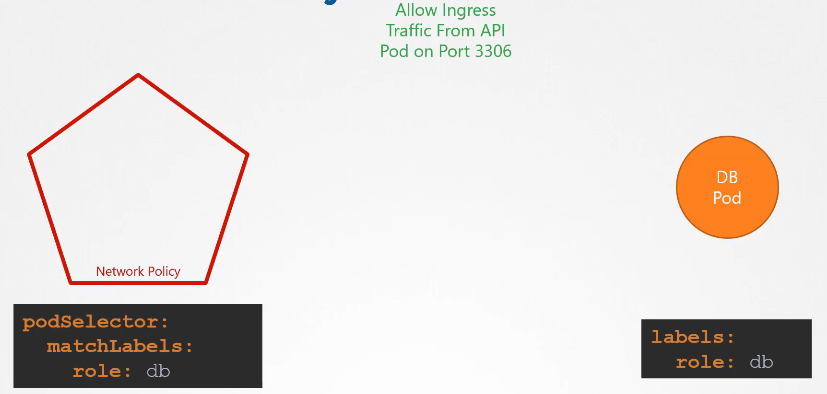 Allow Ingress
Traffic From API
Pod on Port 3306
DB
Pod
Network Policy
podSelector:
  matchLabels:
    role: db
labels:
  role: db